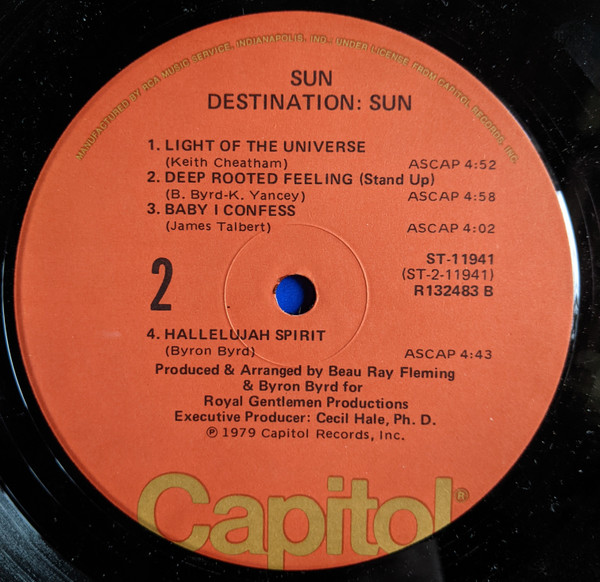 MANUFACTURED BY RCA MUSIC SERVICE, INDIANAPOLIS, IND., UNDER LICENSE FROM CAPITOL RECORDS, INC.
SUN
DESTINATION: SUN
1. LIGHT OF THE UNIVERSE
(Keith Cheatham) ASCAP 4:52
2. DEEP ROOTED FEELING (Stand Up)
(B. Byrd-K. Yancey) ASCAP 4:58
3. BABY I CONFESS
(James Talbert) ASCAP 4:02
2
ST-11941
(ST-2-11941)
R132483 B
4. HALLELUJAH SPIRIT
(Byron Byrd) ASCAP 4:43
Produced & Arranged by Beau Ray Fleming
& Byron Byrd for
Royal Gentlemen Productions
Executive Producer: Cecil Hale, Ph. D.
℗ 1979 Capitol Records, Inc.
Capitol®